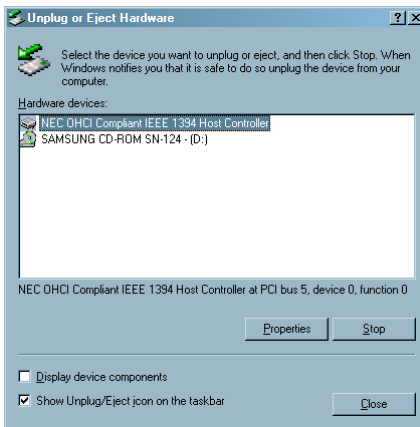 Unplug or Eject Hardware
Select the device you want to unplug or eject, and then click Stop. When
Windows notifies you that it is safe to do so unplug the device from your
computer.
Hardware devices:
NEC OHCI Compliant IEEE 1394 Host Controller
SAMSUNG CD-ROM SN-124 - (D:)
NEC OHCI Compliant IEEE 1394 Host Controller at PCI bus 5, device 0, function 0
Properties
Stop
Display device components
Show Unplug/Eject icon on the taskbar
Close